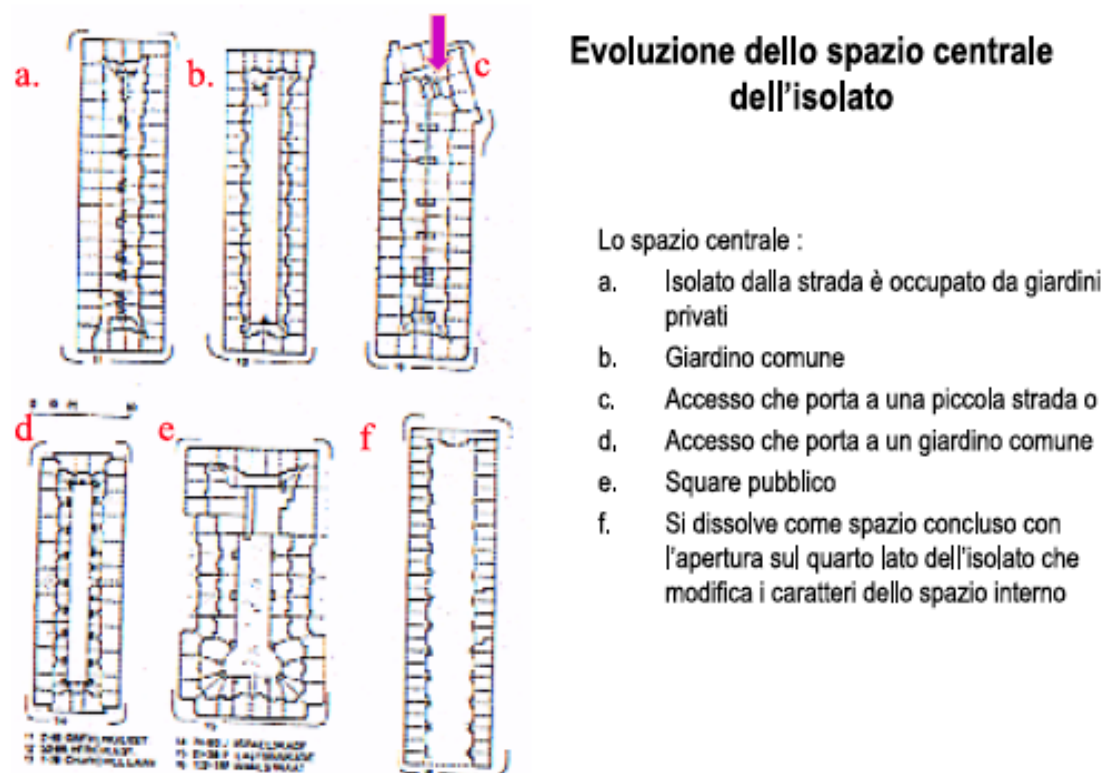 Evoluzione dello spazio centrale
dell'isolato
a.
b.
c
d
e
f
Lo spazio centrale :
a. Isolato dalla strada è occupato da giardini
privati
b. Giardino comune
c. Accesso che porta a una piccola strada o
d. Accesso che porta a un giardino comune
e. Square pubblico
f. Si dissolve come spazio concluso con
l'apertura sul quarto lato dell'isolato che
modifica i caratteri dello spazio interno